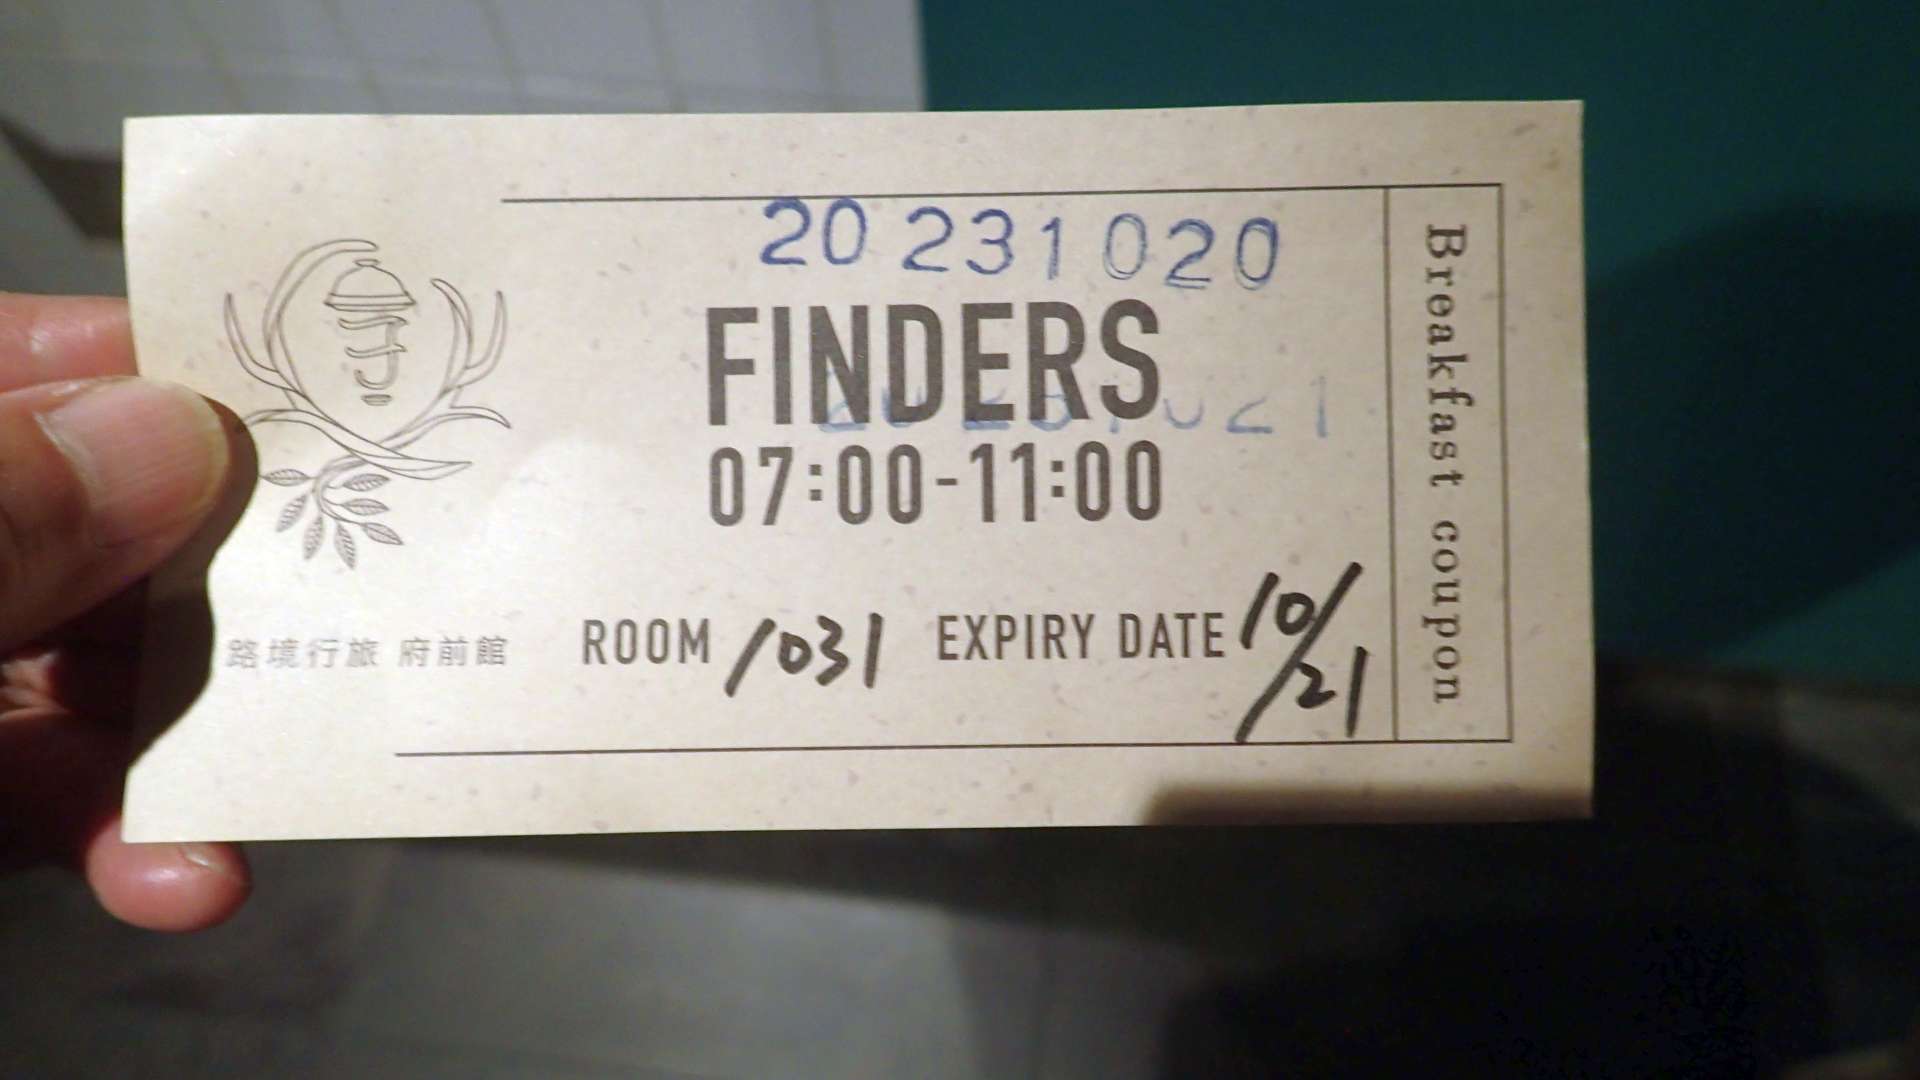 20231020
FINDERS
20231021
07:00-11:00
路境行旅 府前館
ROOM 1031 EXPIRY DATE 10/21
Breakfast coupon